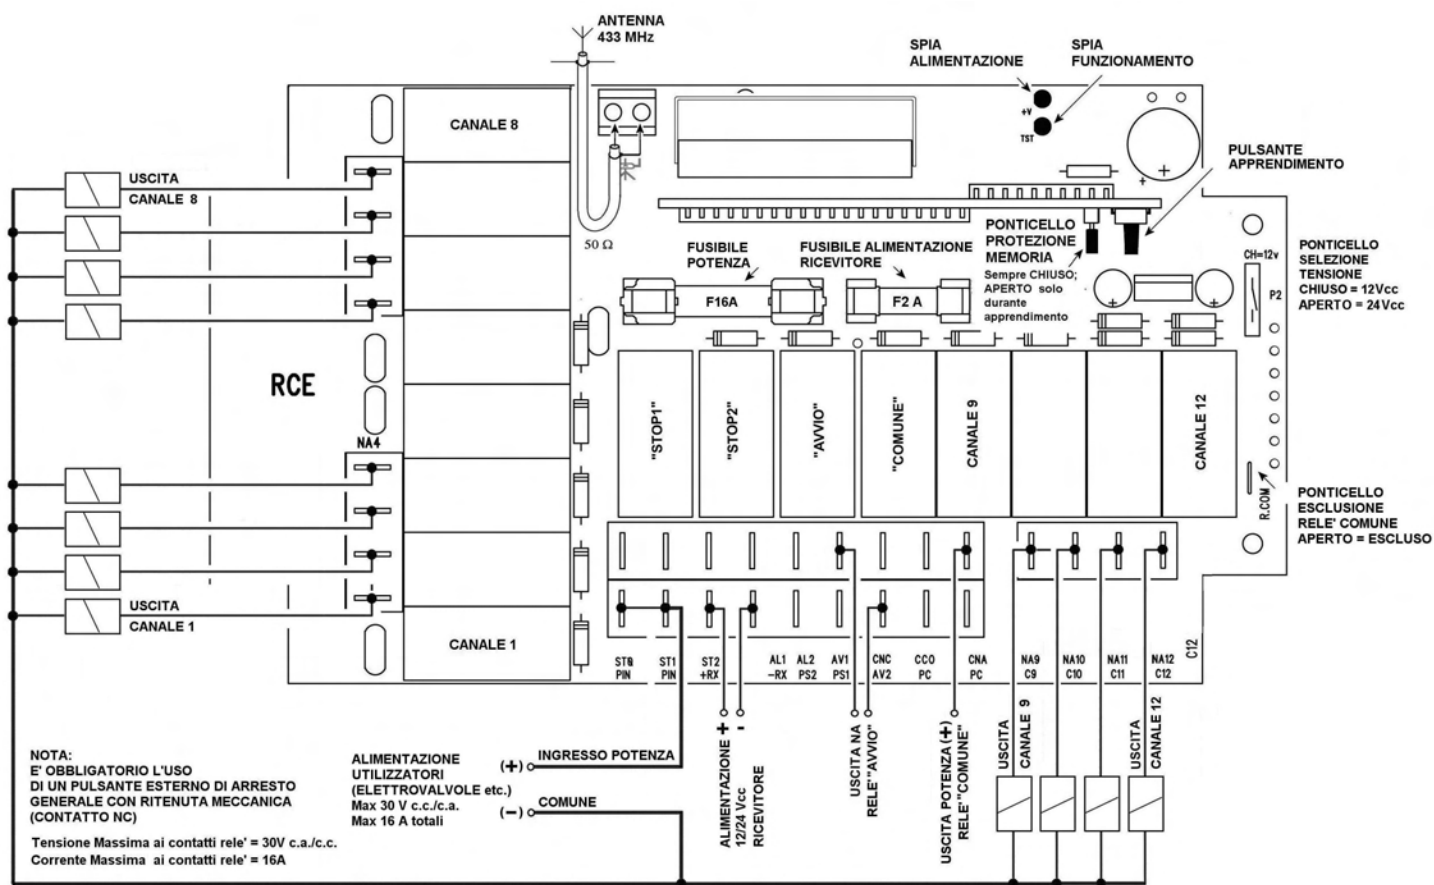 ANTENNA
433 MHz
SPIA
ALIMENTAZIONE
SPIA
FUNZIONAMENTO
+V
TST
CANALE 8
PULSANTE
APPRENDIMENTO
USCITA
CANALE 8
50 Ω
FUSIBILE
POTENZA
FUSIBILE ALIMENTAZIONE
RICEVITORE
PONTICELLO
PROTEZIONE
MEMORIA
Sempre CHIUSO;
APERTO solo
durante
apprendimento
CH=12v
P2
PONTICELLO
SELEZIONE
TENSIONE
CHIUSO = 12Vcc
APERTO = 24Vcc
F16A
F2 A
RCE
NA4
"STOP1"
"STOP2"
"AVVIO"
"COMUNE"
CANALE 9
CANALE 12
R.COM
PONTICELLO
ESCLUSIONE
RELE' COMUNE
APERTO = ESCLUSO
USCITA
CANALE 1
CANALE 1
ST0 ST1 ST2 AL1 AL2 AV1 CNC CCO CNA NA9 NA10 NA11 NA12
PIN PIN +RX -RX PS2 PS1 AV2 PC PC C9 C10 C11 C12
C12
NOTA:
E' OBBLIGATORIO L'USO
DI UN PULSANTE ESTERNO DI ARRESTO
GENERALE CON RITENUTA MECCANICA
(CONTATTO NC)
Tensione Massima ai contatti rele' = 30V c.a./c.c.
Corrente Massima ai contatti rele' = 16A
ALIMENTAZIONE
UTILIZZATORI
(ELETTROVALVOLE etc.)
Max 30 V c.c./c.a.
Max 16 A totali
(+) INGRESSO POTENZA
(−) COMUNE
ALIMENTAZIONE + -
12/24 Vcc
RICEVITORE
USCITA NA
RELE'"AVVIO"
USCITA POTENZA (+)
RELE'"COMUNE"
USCITA
CANALE 9
USCITA
CANALE 12